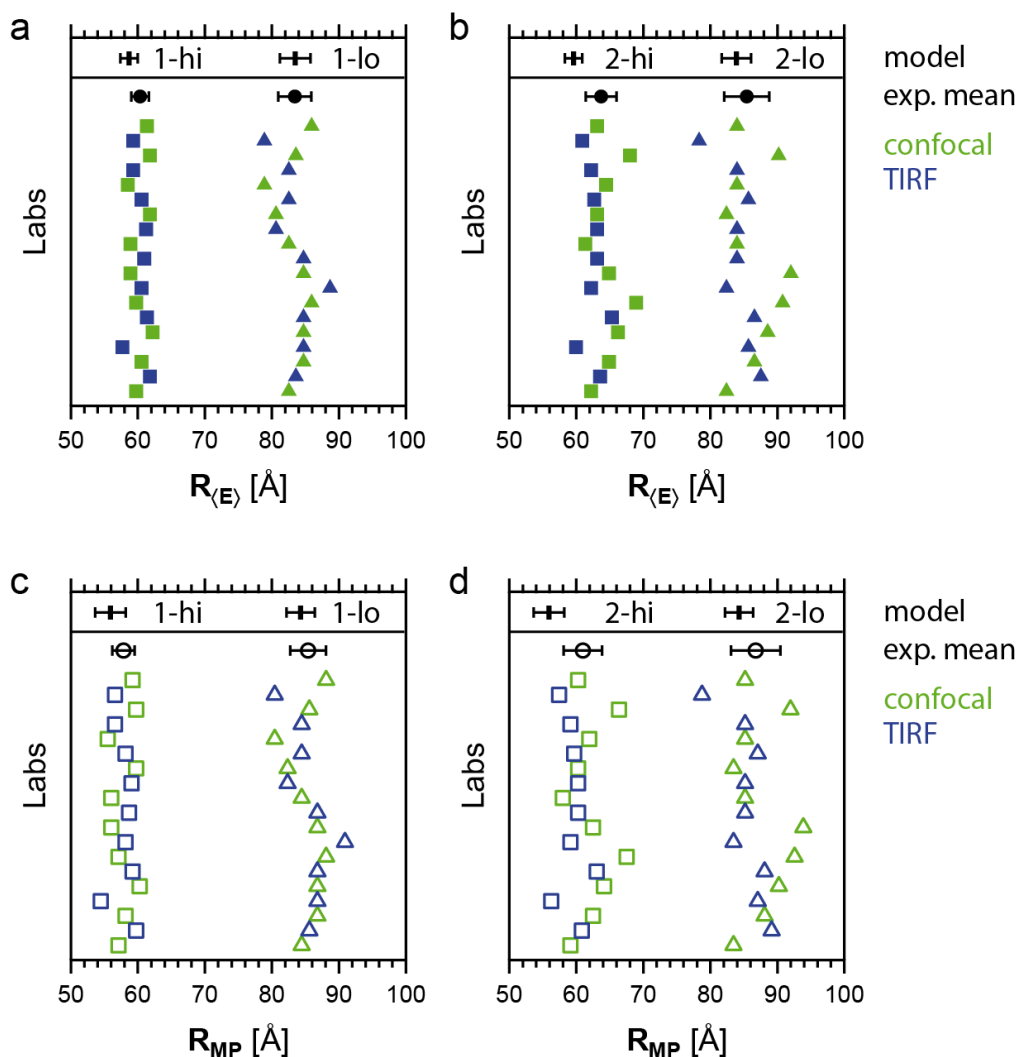 a
b
1-hi 1-lo
2-hi 2-lo
model
exp. mean
confocal
TIRF
Labs
Labs
50 60 70 80 90 100
50 60 70 80 90 100
R⟨E⟩ [Å]
R⟨E⟩ [Å]
c
d
1-hi 1-lo
2-hi 2-lo
model
exp. mean
confocal
TIRF
Labs
Labs
50 60 70 80 90 100
50 60 70 80 90 100
RMP [Å]
RMP [Å]